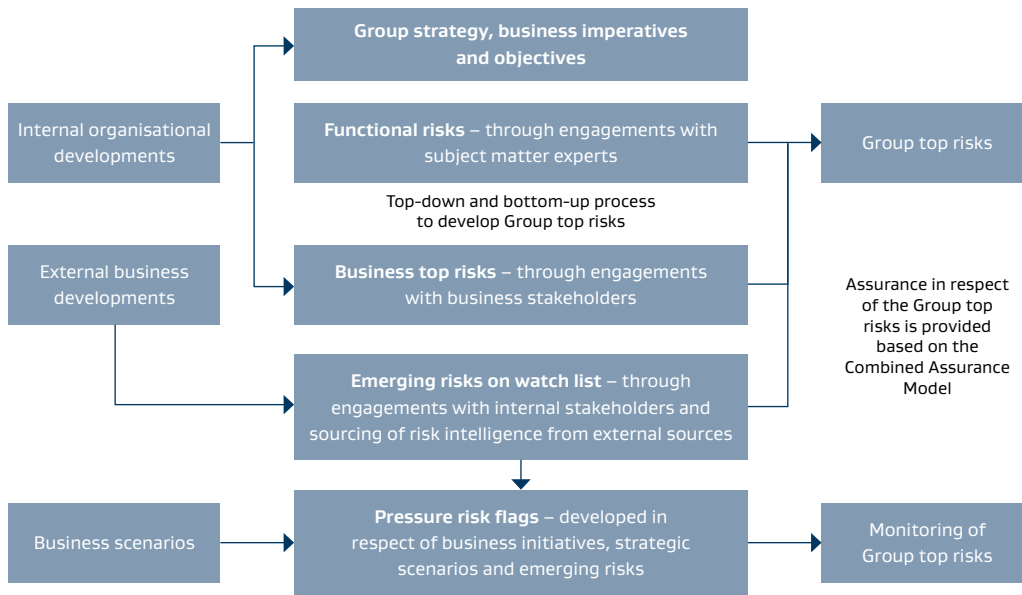 Group strategy, business imperatives
and objectives
Internal organisational
developments
Functional risks – through engagements with
subject matter experts
Group top risks
Top-down and bottom-up process
to develop Group top risks
External business
developments
Business top risks – through engagements
with business stakeholders
Assurance in respect
of the Group top
risks is provided
based on the
Combined Assurance
Model
Emerging risks on watch list – through
engagements with internal stakeholders and
sourcing of risk intelligence from external sources
Business scenarios
Pressure risk flags – developed in
respect of business initiatives, strategic
scenarios and emerging risks
Monitoring of
Group top risks